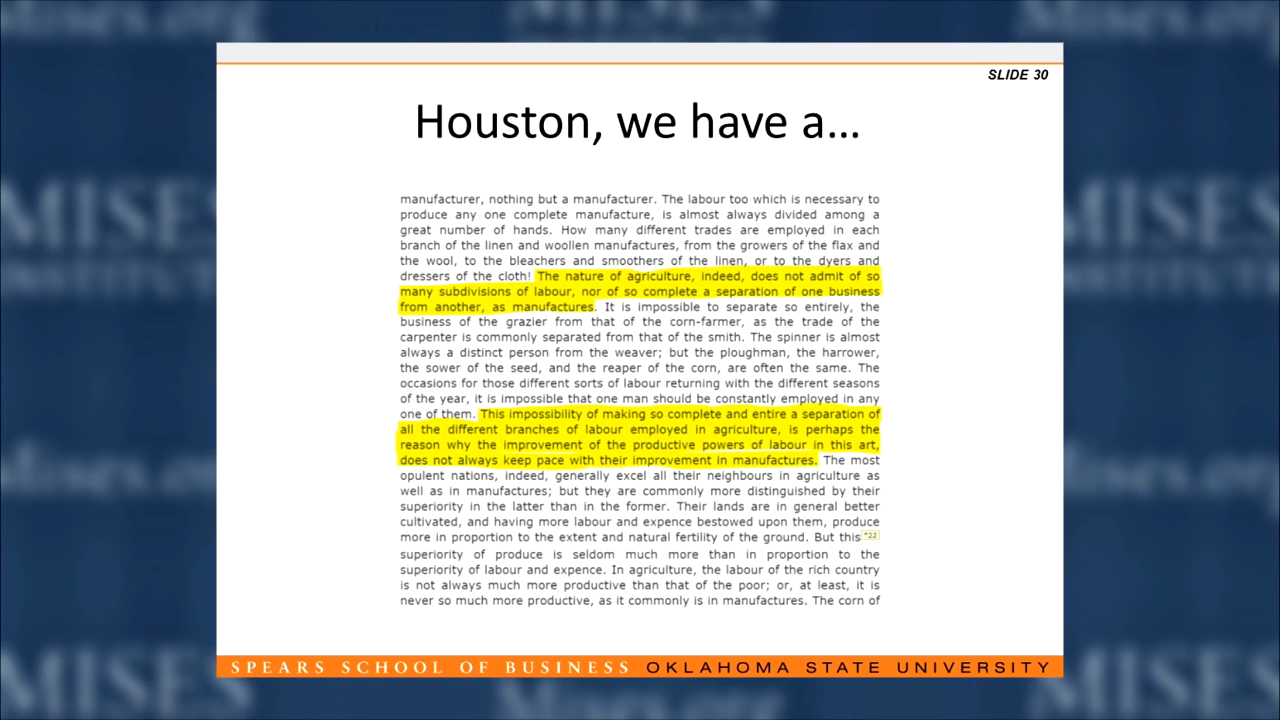 SLIDE 30
Houston, we have a...
manufacturer, nothing but a manufacturer. The labour too which is necessary to
produce any one complete manufacture, is almost always divided among a
great number of hands. How many different trades are employed in each
branch of the linen and woollen manufactures, from the growers of the flax and
the wool, to the bleachers and smoothers of the linen, or to the dyers and
dressers of the cloth! The nature of agriculture, indeed, does not admit of so
many subdivisions of labour, nor of so complete a separation of one business
from another, as manufactures. It is impossible to separate so entirely, the
business of the grazier from that of the corn-farmer, as the trade of the
carpenter is commonly separated from that of the smith. The spinner is almost
always a distinct person from the weaver; but the ploughman, the harrower,
the sower of the seed, and the reaper of the corn, are often the same. The
occasions for those different sorts of labour returning with the different seasons
of the year, it is impossible that one man should be constantly employed in any
one of them. This impossibility of making so complete and entire a separation of
all the different branches of labour employed in agriculture, is perhaps the
reason why the improvement of the productive powers of labour in this art,
does not always keep pace with their improvement in manufactures. The most
opulent nations, indeed, generally excel all their neighbours in agriculture as
well as in manufactures; but they are commonly more distinguished by their
superiority in the latter than in the former. Their lands are in general better
cultivated, and having more labour and expence bestowed upon them, produce
more in proportion to the extent and natural fertility of the ground. But this *22
superiority of produce is seldom much more than in proportion to the
superiority of labour and expence. In agriculture, the labour of the rich country
is not always much more productive than that of the poor; or, at least, it is
never so much more productive, as it commonly is in manufactures. The corn of
SPEARS SCHOOL OF BUSINESS OKLAHOMA STATE UNIVERSITY